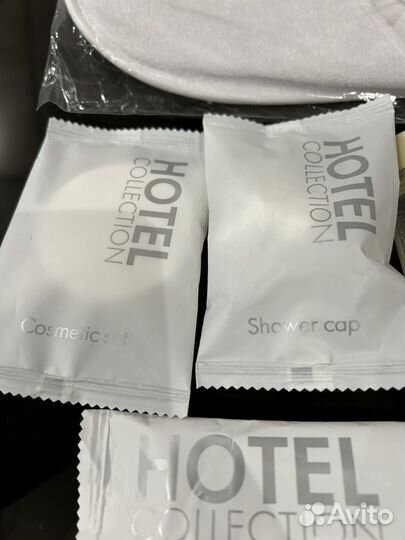 HOTEL
COLLECTION
Cosmetic set
HOTEL
COLLECTION
Shower cap
HOTEL
COLLECTION
Avito